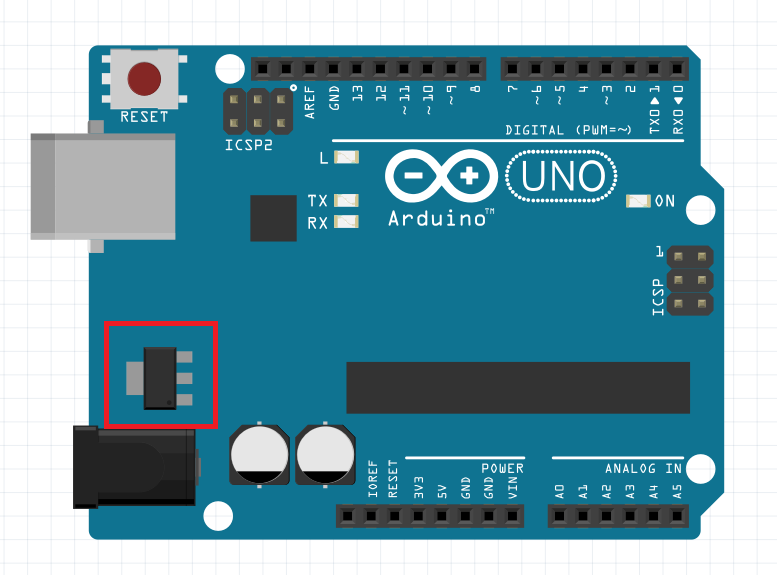 RESET
ICSP2
AREF
GND
13
12
~11
~10
~9
8
7
~6
~5
4
~3
2
TX0▶1
RX0◀0
DIGITAL (PWM=~)
L
TX
RX
Arduino™
UNO
ON
1
ICSP
POWER
ANALOG IN
IOREF
RESET
3V3
5V
GND
GND
VIN
A0
A1
A2
A3
A4
A5